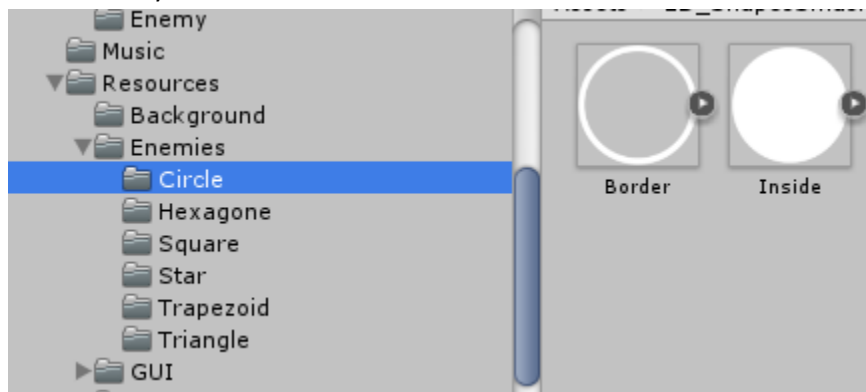 Enemy
Music
Resources
Background
Enemies
Circle
Hexagone
Square
Star
Trapezoid
Triangle
GUI
Border
Inside